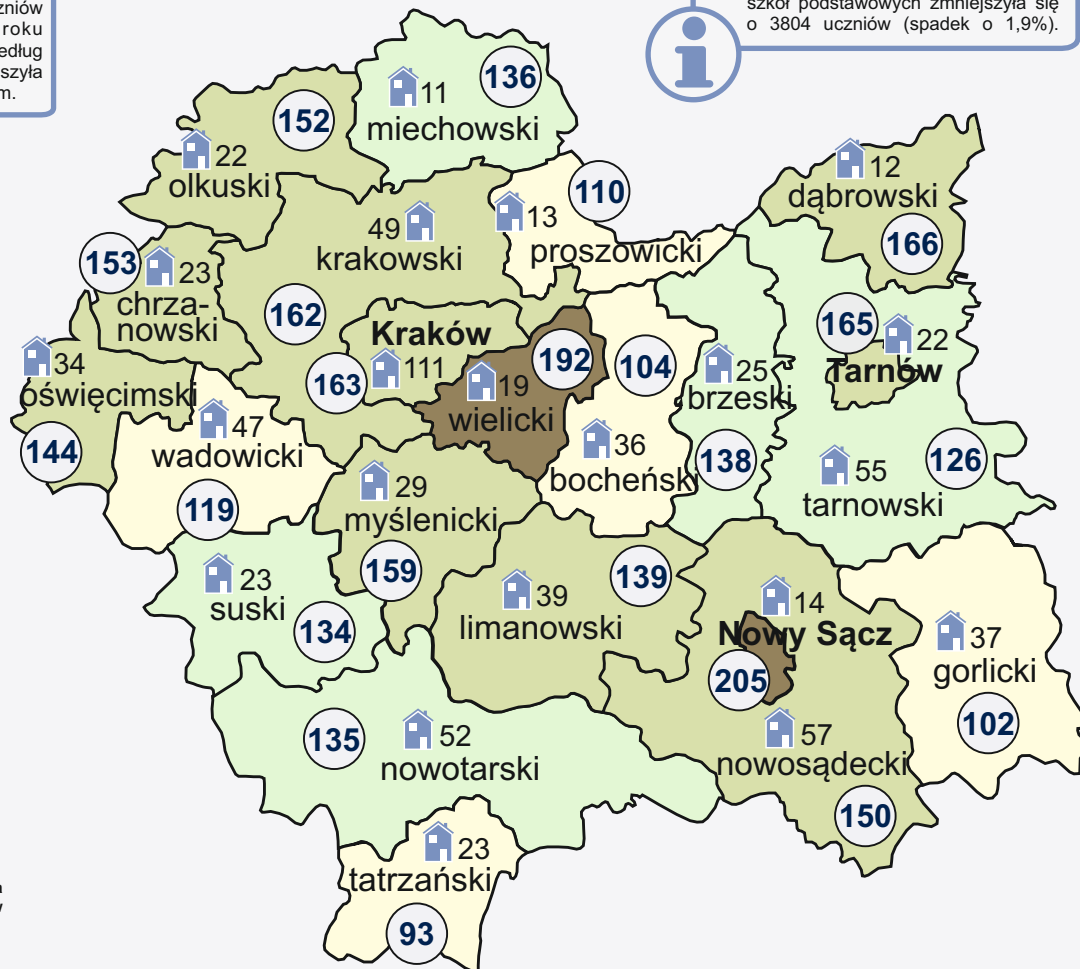 uczniów
roku
według
szyła
m.
szkół podstawowych zmniejszyła się
o 3804 uczniów (spadek o 1,9%).
11
136
miechowski
152
22
olkuski
110
13
proszowicki
12
dąbrowski
166
49
krakowski
162
153
23
chrza-
nowski
Kraków
111
163
192
19
wielicki
104
36
bocheński
25
brzeski
138
165
22
Tarnów
55
126
tarnowski
34
oświęcimski
144
47
wadowicki
119
29
myślenicki
159
23
suski
134
39
139
limanowski
14
Nowy Sącz
205
57
nowosądecki
150
37
gorlicki
102
135
52
nowotarski
23
tatrzański
93